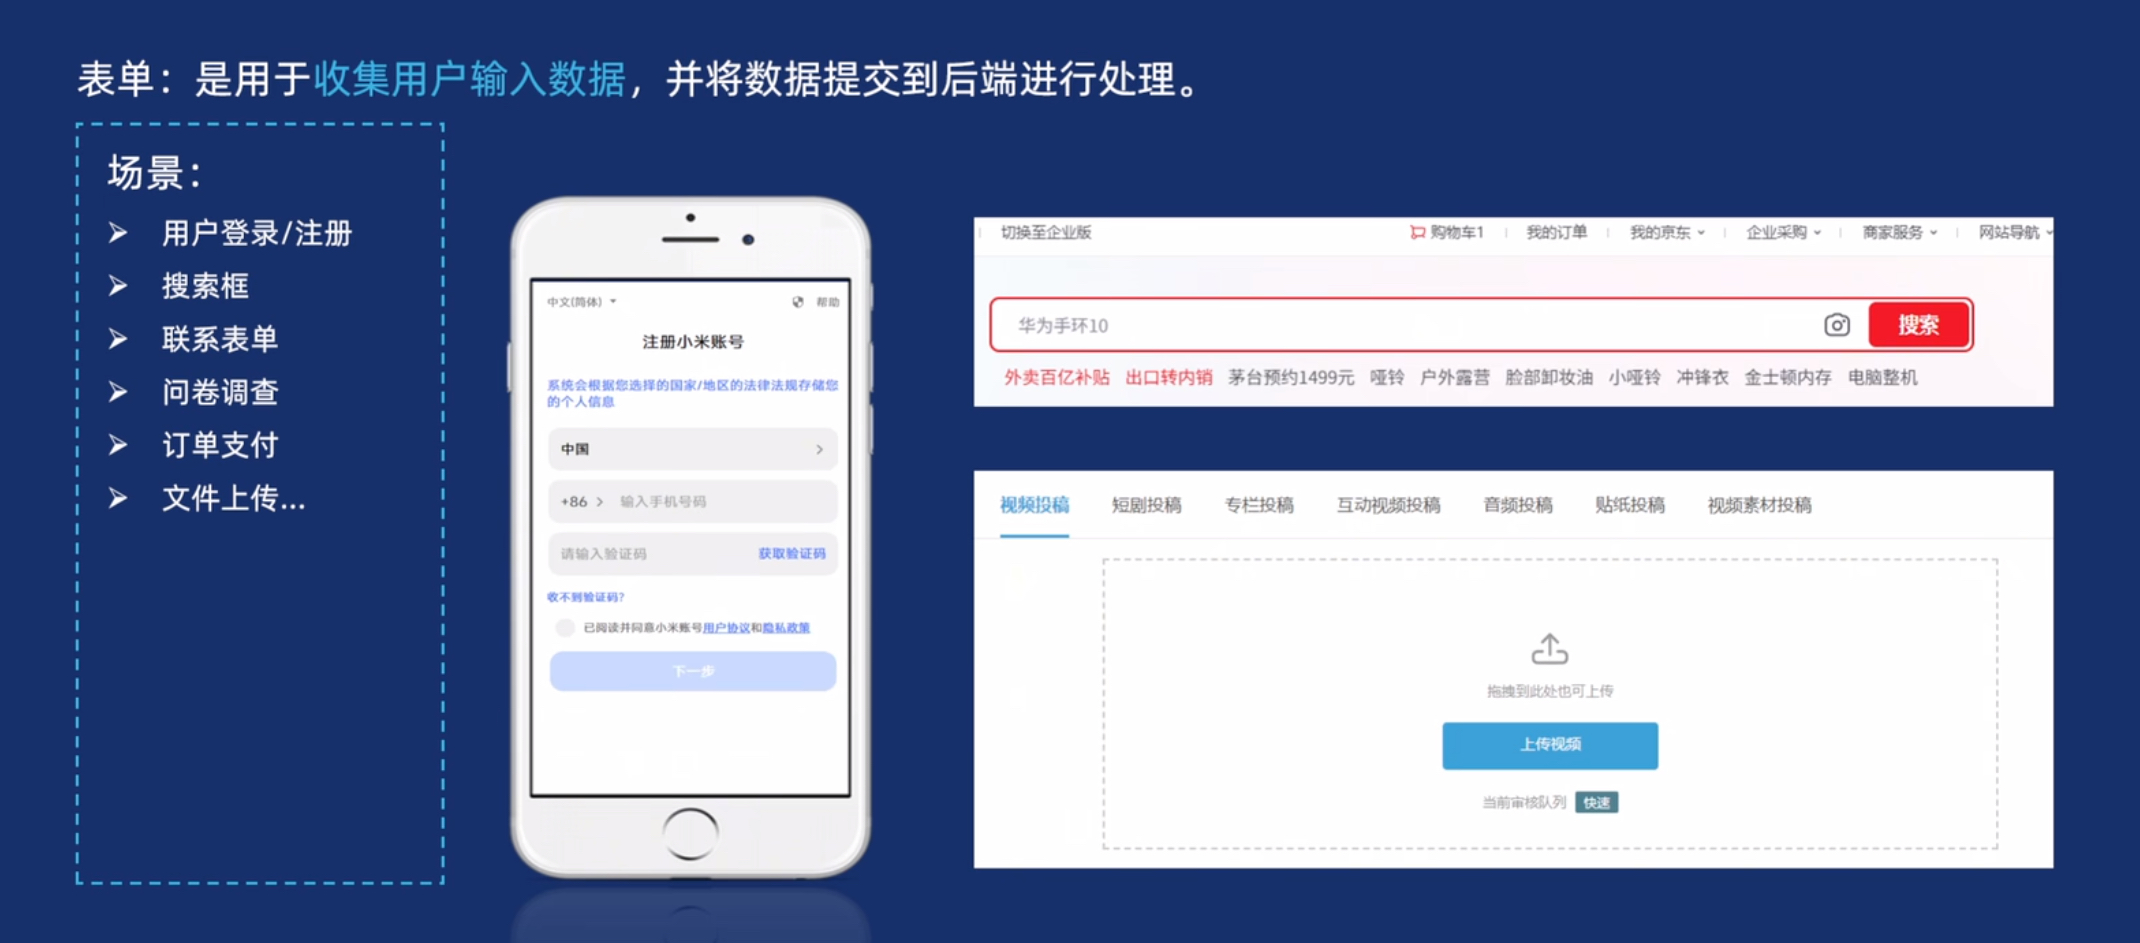 表单：是用于收集用户输入数据，并将数据提交到后端进行处理。
场景：
用户登录/注册
搜索框
联系表单
问卷调查
订单支付
文件上传...
中文(简体) 帮助
注册小米账号
系统会根据您选择的国家/地区的法律法规存储您
的个人信息
中国
+86 输入手机号码
请输入验证码 获取验证码
收不到验证码?
已阅读并同意小米账号用户协议和隐私政策
下一步
切换至企业版 购物车1 我的订单 我的京东 企业采购 商家服务 网站导航
华为手环10 搜索
外卖百亿补贴 出口转内销 茅台预约1499元 哑铃 户外露营 脸部卸妆油 小哑铃 冲锋衣 金士顿内存 电脑整机
视频投稿 短剧投稿 专栏投稿 互动视频投稿 音频投稿 贴纸投稿 视频素材投稿
拖拽到此处也可上传
上传视频
当前审核队列 快速